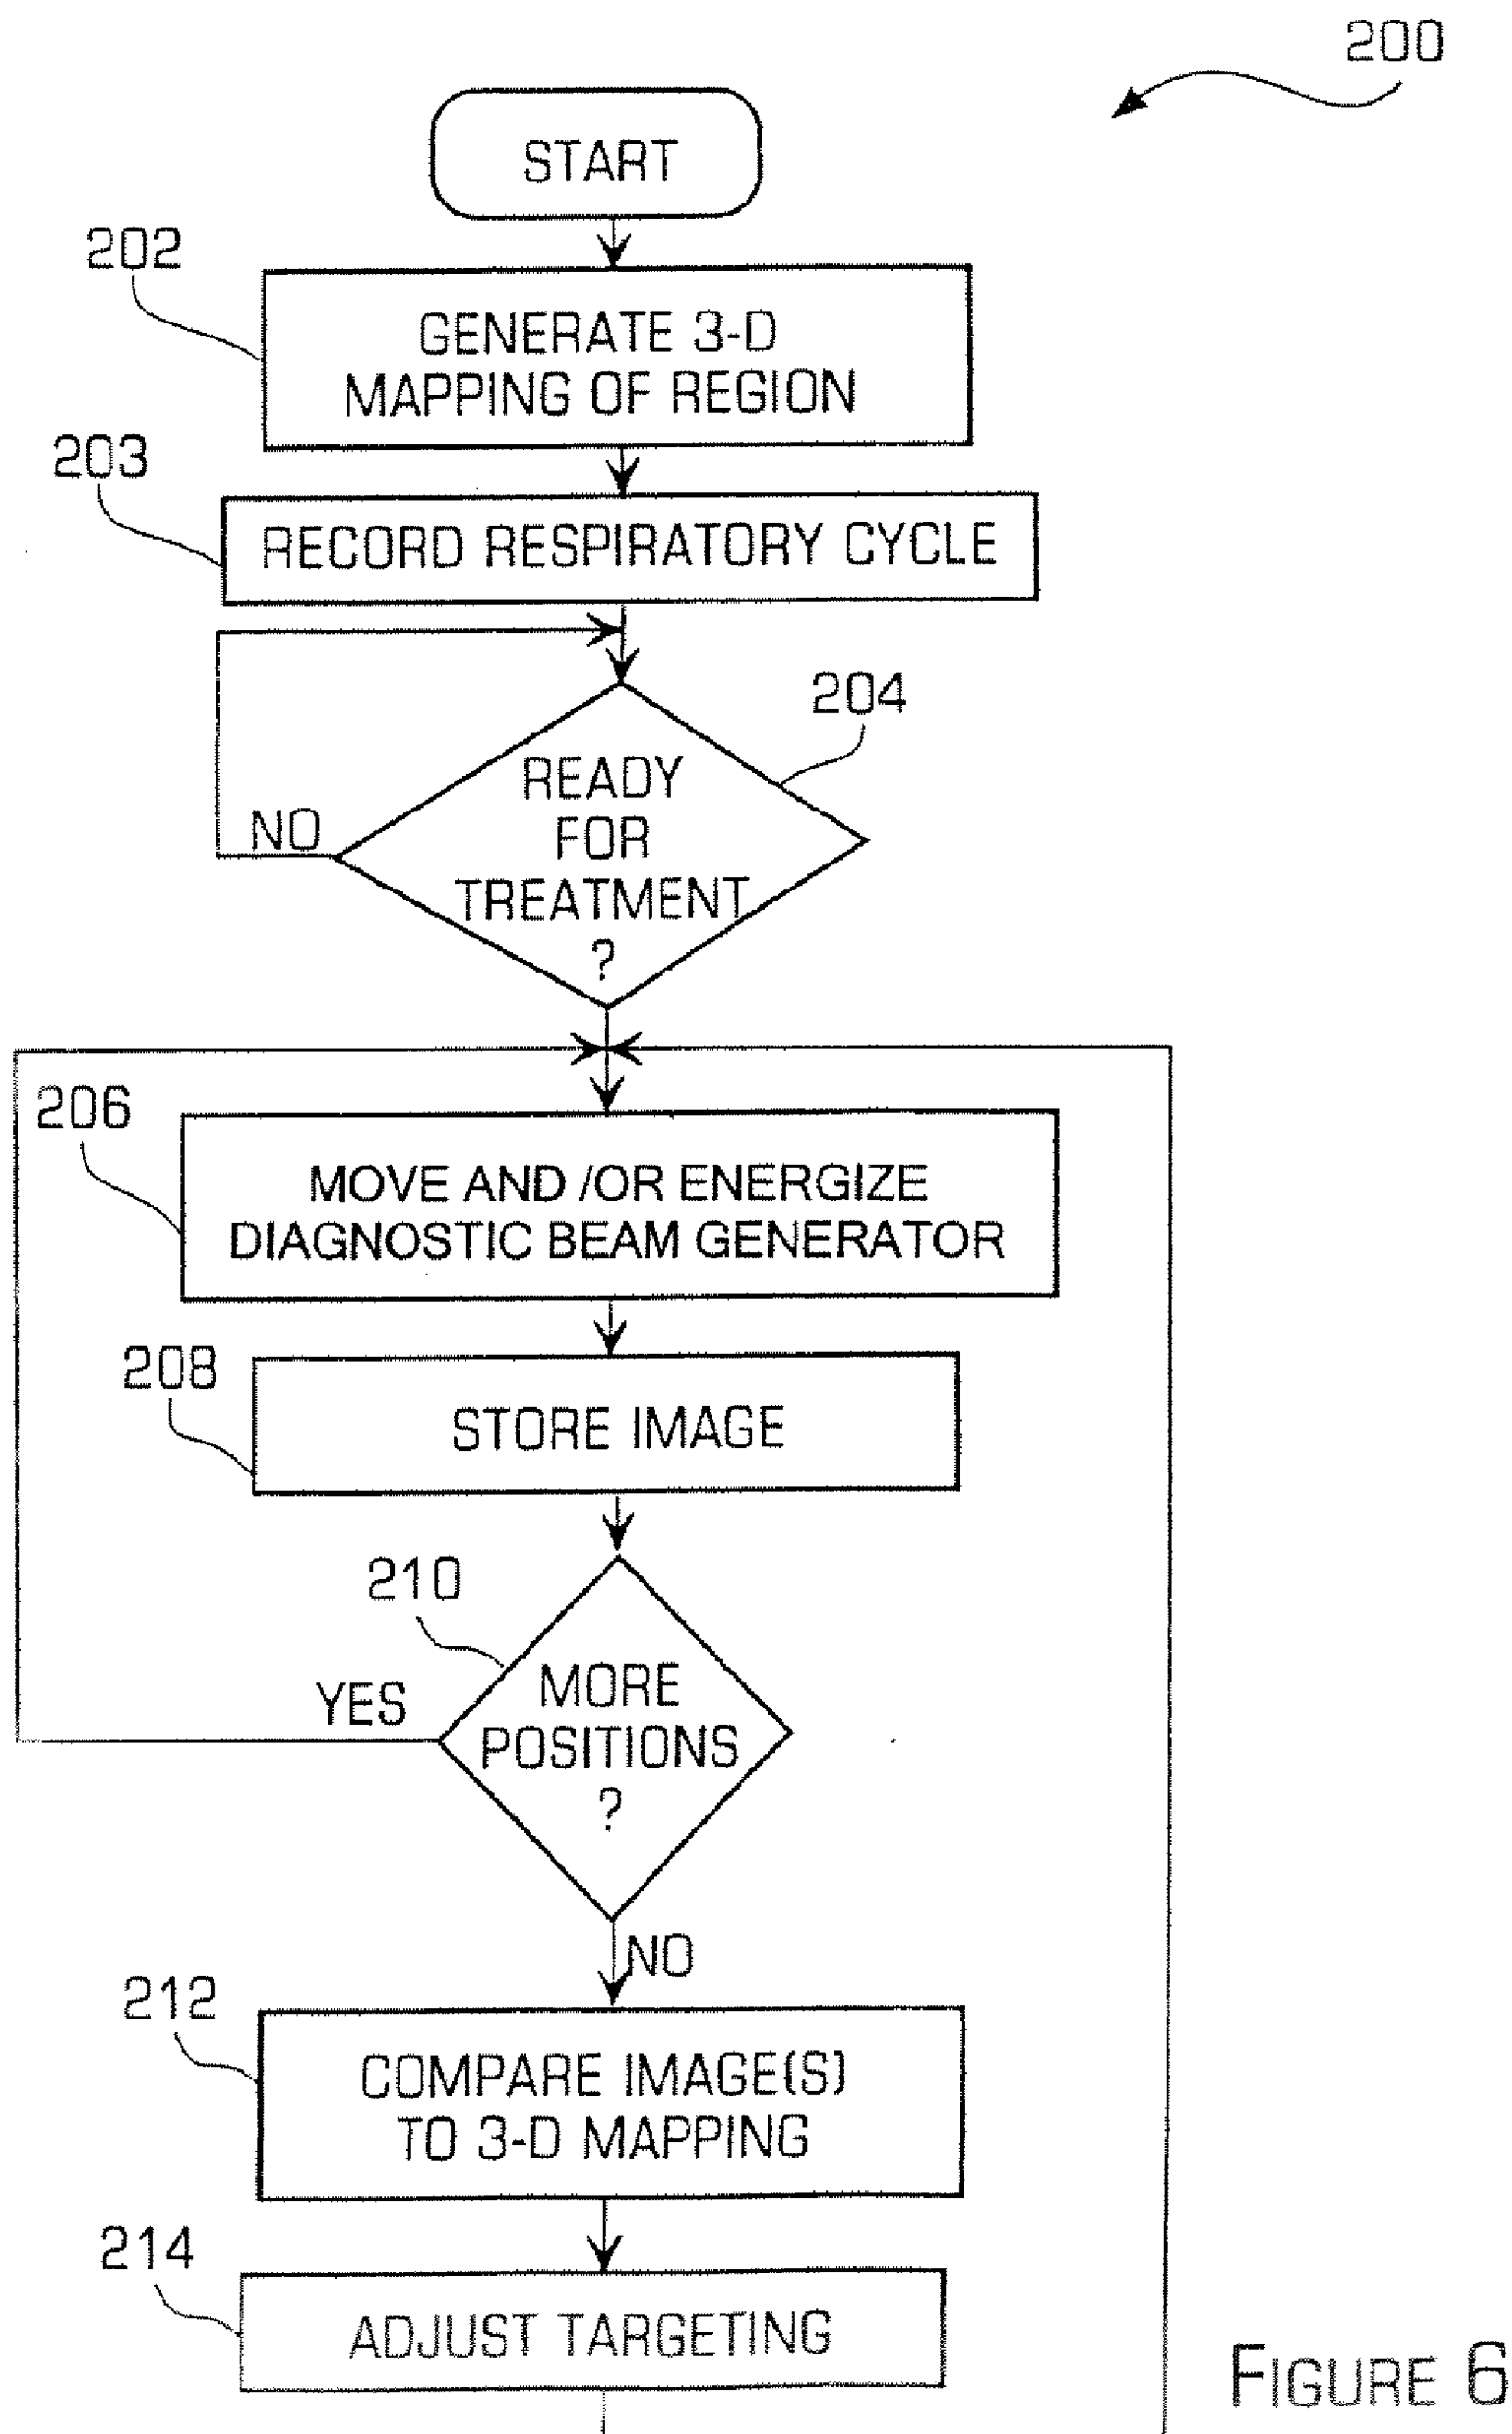 200
START
202
GENERATE 3-D
MAPPING OF REGION
203
RECORD RESPIRATORY CYCLE
204
READY
FOR
TREATMENT
?
NO
206
MOVE AND /OR ENERGIZE
DIAGNOSTIC BEAM GENERATOR
208
STORE IMAGE
210
MORE
POSITIONS
?
YES
NO
212
COMPARE IMAGE(S)
TO 3-D MAPPING
214
ADJUST TARGETING
FIGURE 6